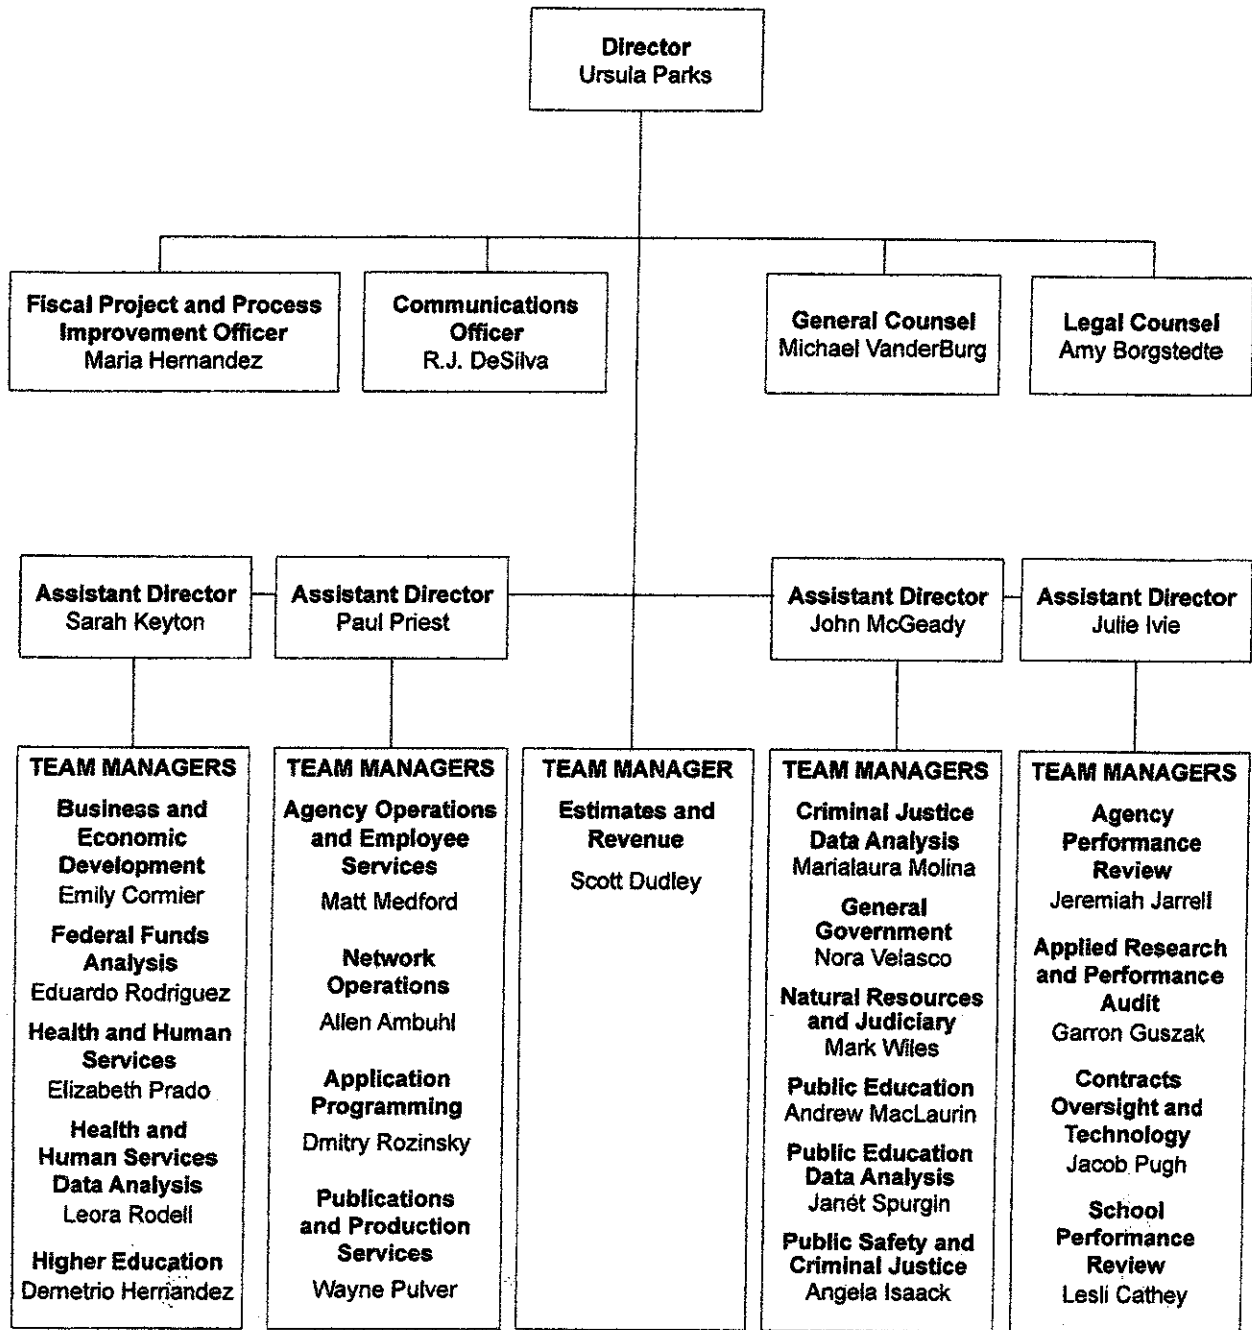 Director
Ursula Parks
Fiscal Project and Process
Improvement Officer
Maria Hernandez
Communications
Officer
R.J. DeSilva
General Counsel
Michael VanderBurg
Legal Counsel
Amy Borgstedte
Assistant Director
Sarah Keyton
Assistant Director
Paul Priest
Assistant Director
John McGeady
Assistant Director
Julie Ivie
TEAM MANAGERS
Business and
Economic
Development
Emily Cormier
Federal Funds
Analysis
Eduardo Rodriguez
Health and Human
Services
Elizabeth Prado
Health and
Human Services
Data Analysis
Leora Rodell
Higher Education
Demetrio Hernandez
TEAM MANAGERS
Agency Operations
and Employee
Services
Matt Medford
Network
Operations
Allen Ambuhl
Application
Programming
Dmitry Rozinsky
Publications
and Production
Services
Wayne Pulver
TEAM MANAGER
Estimates and
Revenue
Scott Dudley
TEAM MANAGERS
Criminal Justice
Data Analysis
Marialaura Molina
General
Government
Nora Velasco
Natural Resources
and Judiciary
Mark Wiles
Public Education
Andrew MacLaurin
Public Education
Data Analysis
Janét Spurgin
Public Safety and
Criminal Justice
Angela Isaack
TEAM MANAGERS
Agency
Performance
Review
Jeremiah Jarrell
Applied Research
and Performance
Audit
Garron Guszak
Contracts
Oversight and
Technology
Jacob Pugh
School
Performance
Review
Lesli Cathey